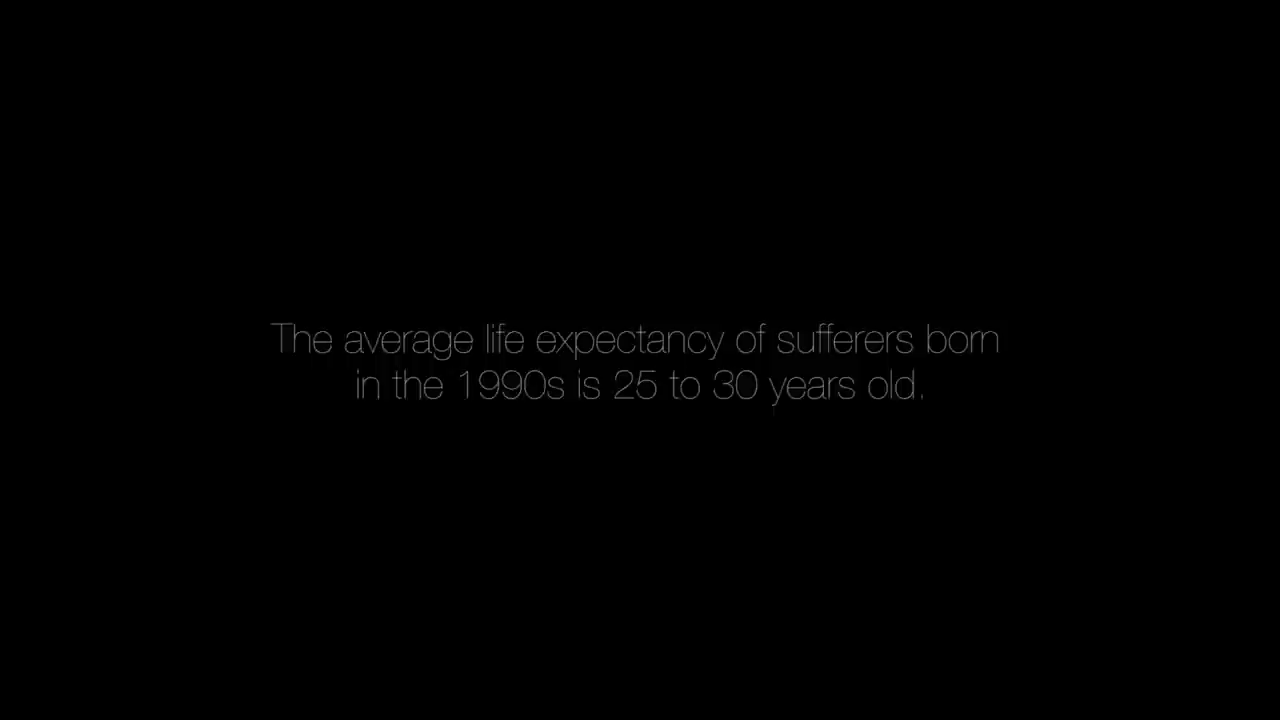 The average life expectancy of sufferers born
in the 1990s is 25 to 30 years old.